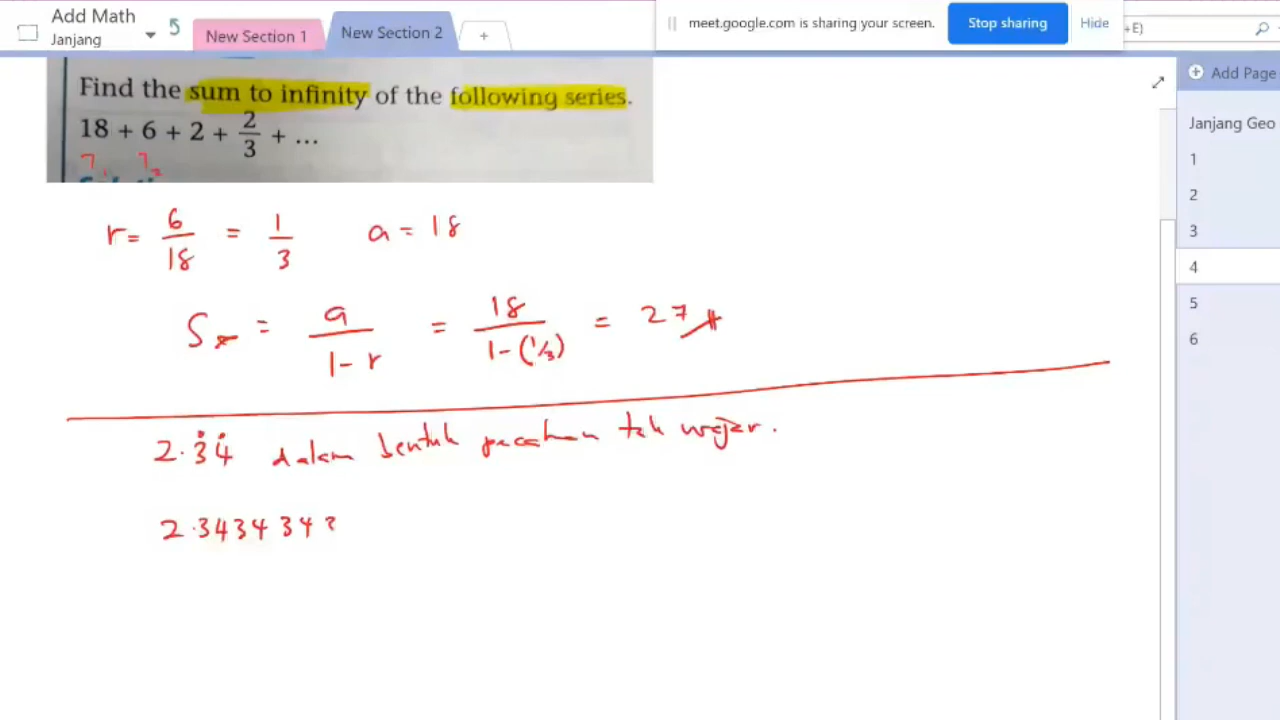 Add Math
Janjang
New Section 1
New Section 2
+
meet.google.com is sharing your screen.
Stop sharing
Hide
+E)
Add Page
Janjang Geo
1
2
3
4
5
6
Find the sum to infinity of the following series.
18 + 6 + 2 + 2/3 + ...
T₁ T₂
r = 6/18 = 1/3 a = 18
S∞ = a/(1 - r) = 18/(1 - (1/3)) = 27
2.3̇4̇ dalam bentuk pecahan tak wajar.
2.3434343